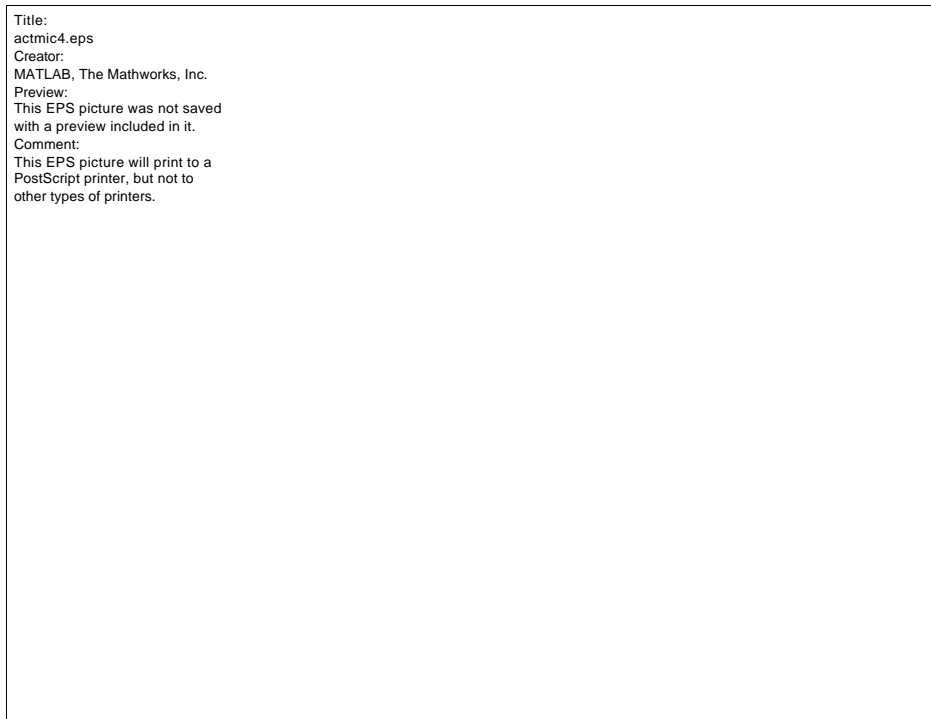 Title:
actmic4.eps
Creator:
MATLAB, The Mathworks, Inc.
Preview:
This EPS picture was not saved
with a preview included in it.
Comment:
This EPS picture will print to a
PostScript printer, but not to
other types of printers.